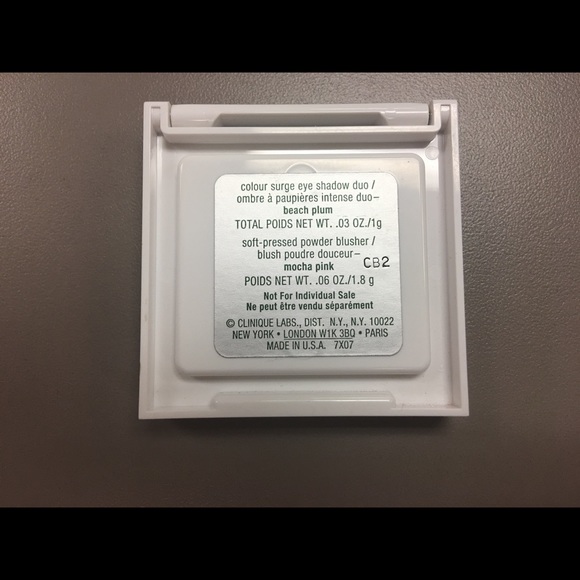 colour surge eye shadow duo /
ombre à paupières intense duo–
beach plum
TOTAL POIDS NET WT. .03 OZ./1g
soft-pressed powder blusher /
blush poudre douceur–
mocha pink CB2
POIDS NET WT. .06 OZ./1.8 g
Not For Individual Sale
Ne peut être vendu séparément
© CLINIQUE LABS., DIST. N.Y., N.Y. 10022
NEW YORK • LONDON W1K 3BQ • PARIS
MADE IN U.S.A. 7X07